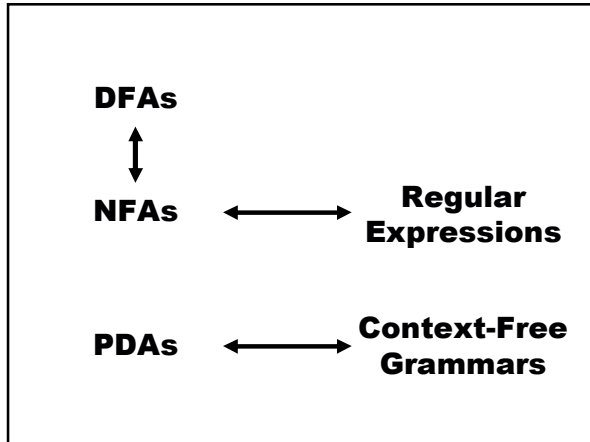 DFAs
NFAs
Regular
Expressions
PDAs
Context-Free
Grammars